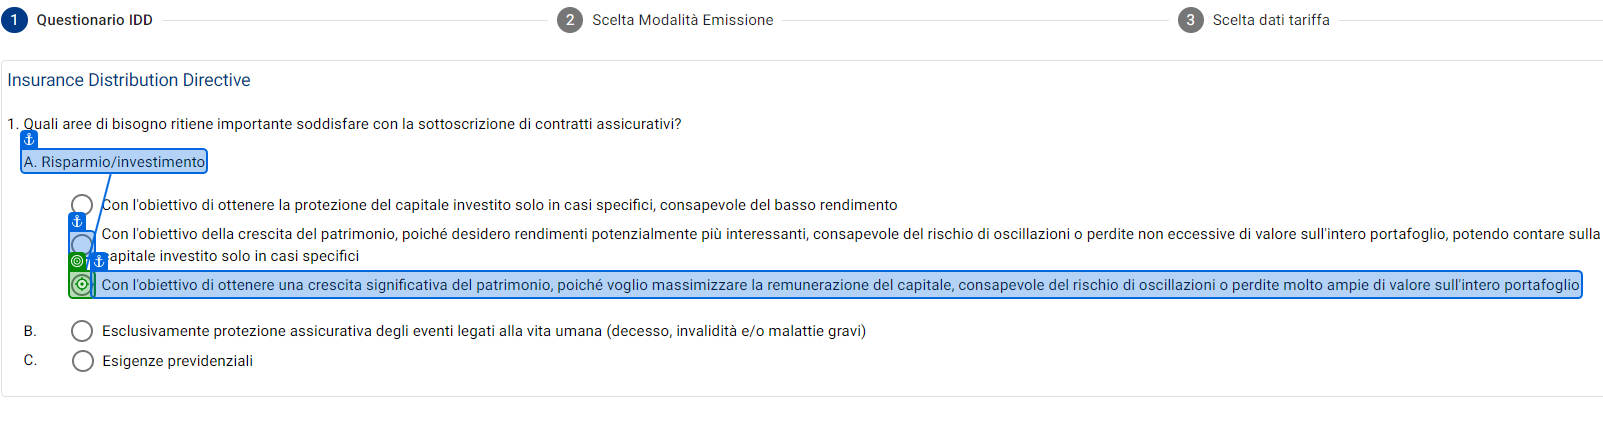 1 Questionario IDD 2 Scelta Modalità Emissione 3 Scelta dati tariffa
Insurance Distribution Directive
1. Quali aree di bisogno ritiene importante soddisfare con la sottoscrizione di contratti assicurativi?
A. Risparmio/investimento
Con l'obiettivo di ottenere la protezione del capitale investito solo in casi specifici, consapevole del basso rendimento
Con l'obiettivo della crescita del patrimonio, poiché desidero rendimenti potenzialmente più interessanti, consapevole del rischio di oscillazioni o perdite non eccessive di valore sull'intero portafoglio, potendo contare sulla
capitale investito solo in casi specifici
Con l'obiettivo di ottenere una crescita significativa del patrimonio, poiché voglio massimizzare la remunerazione del capitale, consapevole del rischio di oscillazioni o perdite molto ampie di valore sull'intero portafoglio
B. Esclusivamente protezione assicurativa degli eventi legati alla vita umana (decesso, invalidità e/o malattie gravi)
C. Esigenze previdenziali